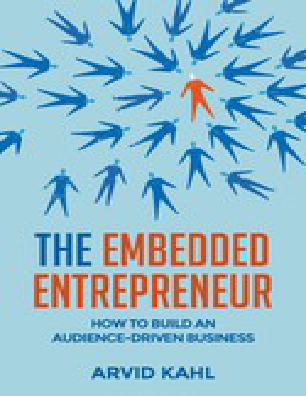 THE EMBEDDED
ENTREPRENEUR
HOW TO BUILD AN
AUDIENCE-DRIVEN BUSINESS
ARVID KAHL